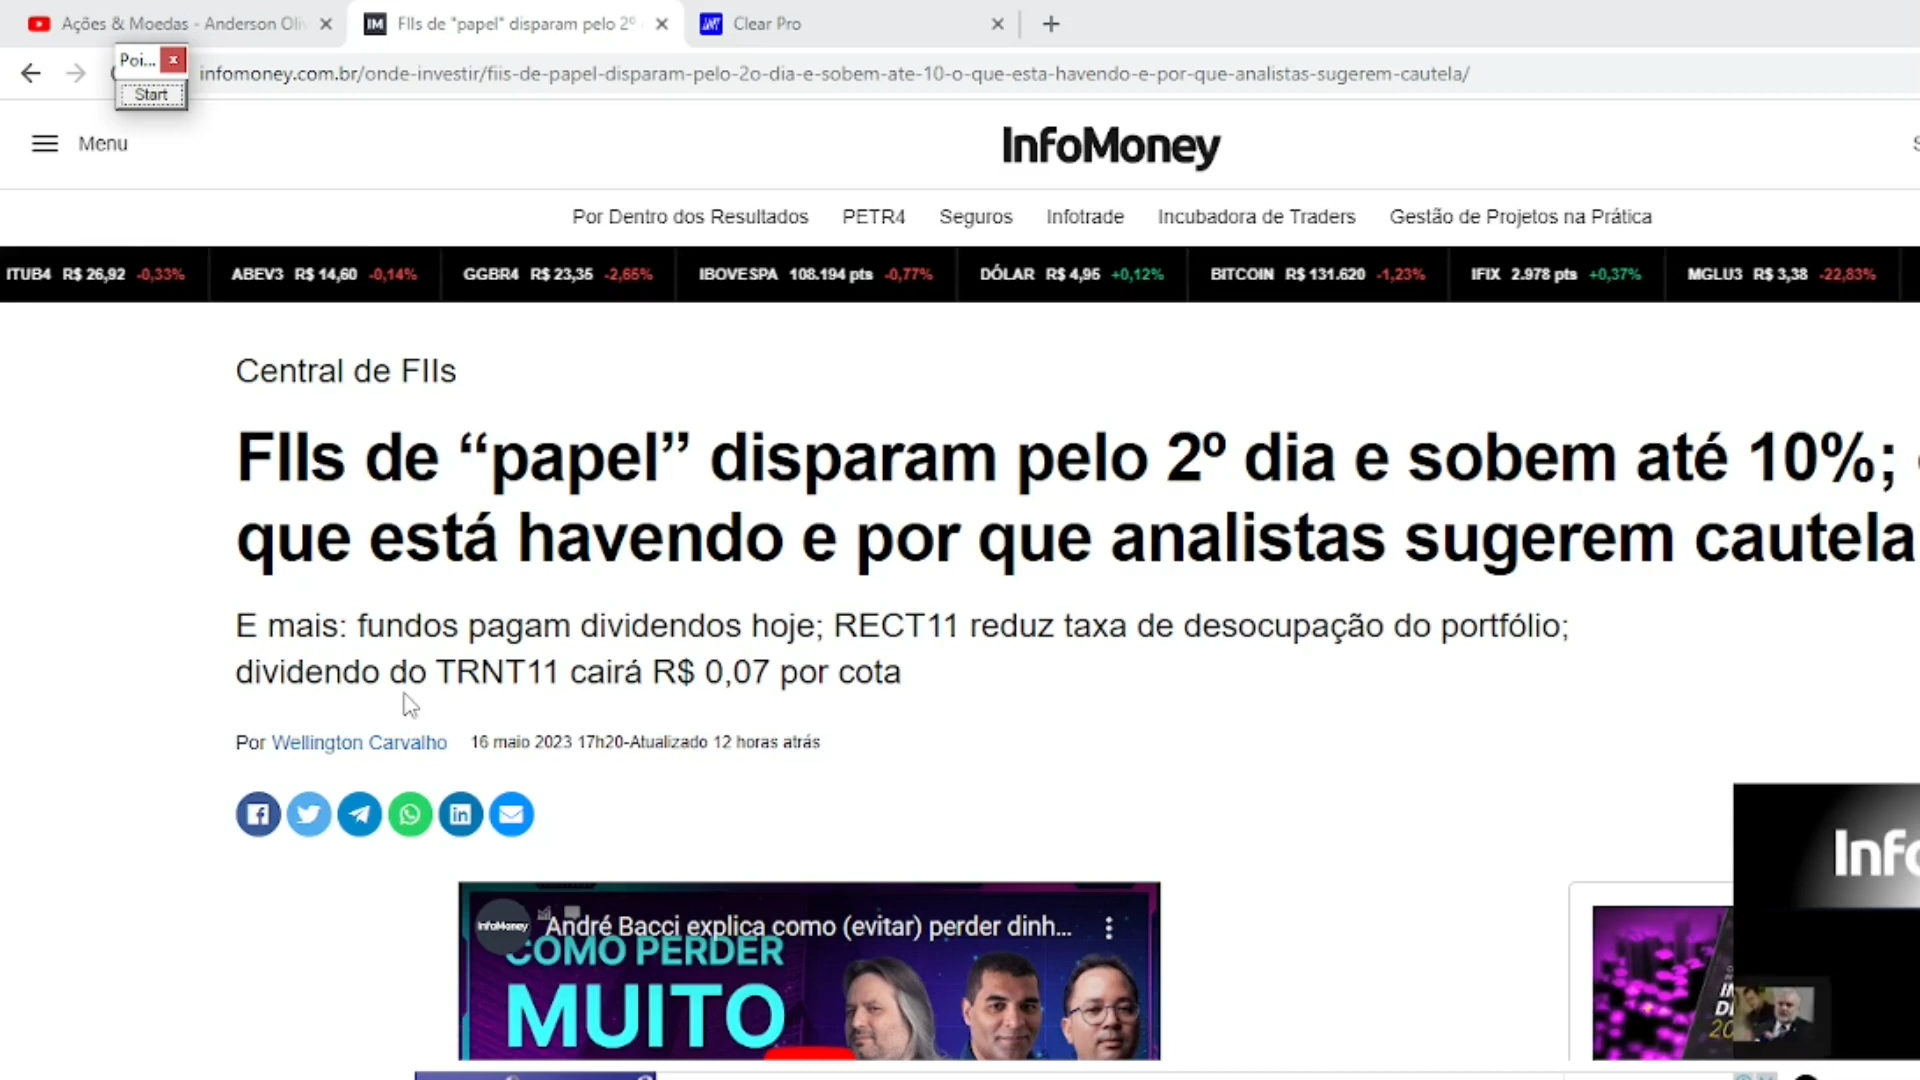 Ações & Moedas - Anderson Oli
FIIs de "papel" disparam pelo 2º
Clear Pro
Poi...
Start
infomoney.com.br/onde-investir/fiis-de-papel-disparam-pelo-2o-dia-e-sobem-ate-10-o-que-esta-havendo-e-por-que-analistas-sugerem-cautela/
Menu
InfoMoney
Por Dentro dos Resultados PETR4 Seguros Infotrade Incubadora de Traders Gestão de Projetos na Prática
ITUB4 R$ 26,92 -0,33% ABEV3 R$ 14,60 -0,14% GGBR4 R$ 23,35 -2,65% IBOVESPA 108.194 pts -0,77% DÓLAR R$ 4,95 +0,12% BITCOIN R$ 131.620 -1,23% IFIX 2.978 pts +0,37% MGLU3 R$ 3,38 -22,83%
Central de FIIs
FIIs de “papel” disparam pelo 2º dia e sobem até 10%;
que está havendo e por que analistas sugerem cautela
E mais: fundos pagam dividendos hoje; RECT11 reduz taxa de desocupação do portfólio;
dividendo do TRNT11 cairá R$ 0,07 por cota
Por Wellington Carvalho 16 maio 2023 17h20-Atualizado 12 horas atrás
InfoMoney
André Bacci explica como (evitar) perder dinh...
COMO PERDER
MUITO
Info